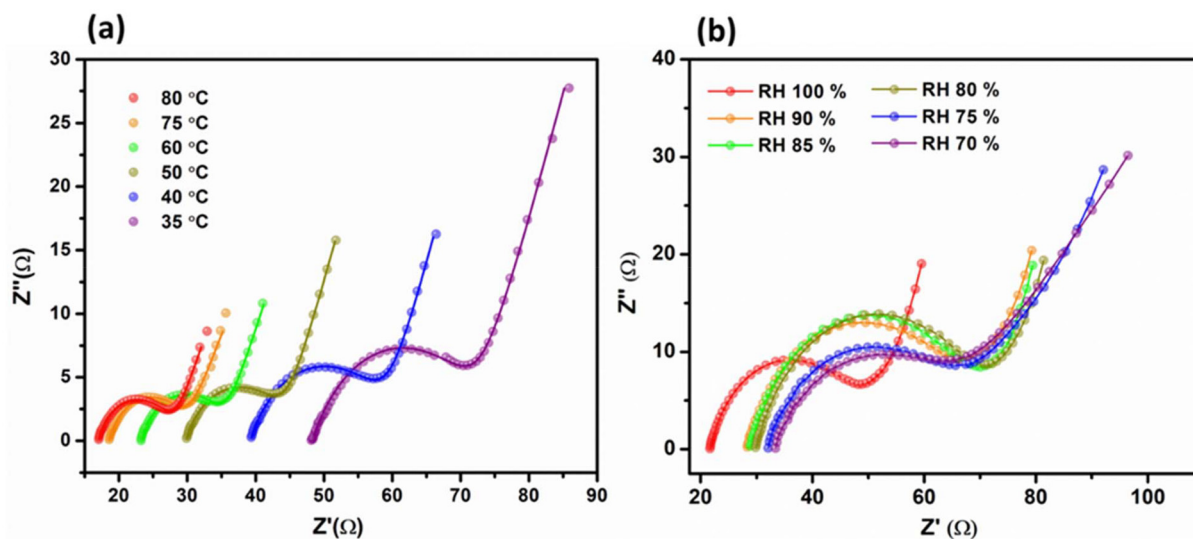 (a)
30
25
20
15
10
5
0
Z''(Ω)
80 °C
75 °C
60 °C
50 °C
40 °C
35 °C
20 30 40 50 60 70 80 90
Z'(Ω)
(b)
40
30
20
10
0
Z'' (Ω)
RH 100 % RH 80 %
RH 90 % RH 75 %
RH 85 % RH 70 %
20 40 60 80 100
Z' (Ω)